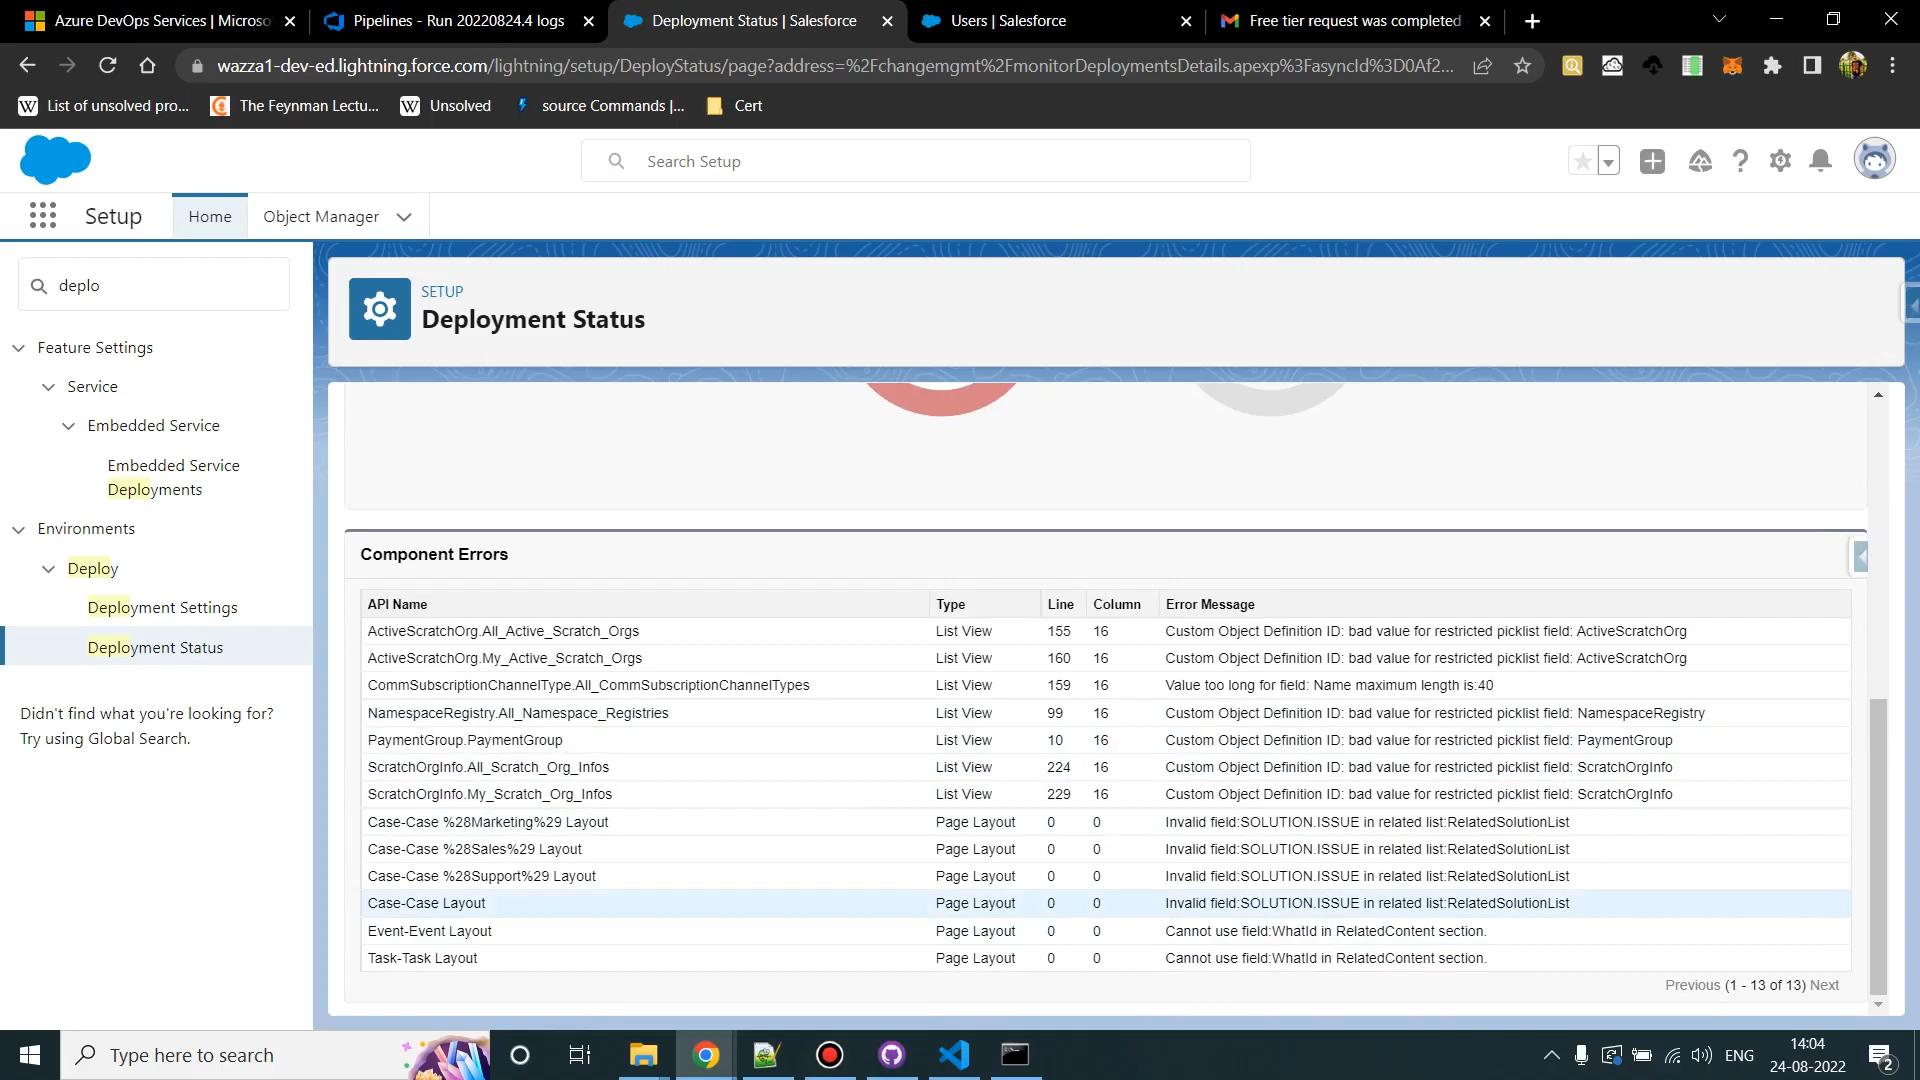 Azure DevOps Services | Microso
Pipelines - Run 20220824.4 logs
Deployment Status | Salesforce
Users | Salesforce
Free tier request was completed
wazza1-dev-ed.lightning.force.com/lightning/setup/DeployStatus/page?address=%2Fchangemgmt%2FmonitorDeploymentsDetails.apexp%3FasyncId%3D0Af2...
List of unsolved pro...
The Feynman Lectu...
Unsolved
source Commands |...
Cert
Search Setup
Setup
Home
Object Manager
deplo
Feature Settings
Service
Embedded Service
Embedded Service
Deployments
Environments
Deploy
Deployment Settings
Deployment Status
Didn't find what you're looking for?
Try using Global Search.
SETUP
Deployment Status
Component Errors
API Name Type Line Column Error Message
ActiveScratchOrg.All_Active_Scratch_Orgs List View 155 16 Custom Object Definition ID: bad value for restricted picklist field: ActiveScratchOrg
ActiveScratchOrg.My_Active_Scratch_Orgs List View 160 16 Custom Object Definition ID: bad value for restricted picklist field: ActiveScratchOrg
CommSubscriptionChannelType.All_CommSubscriptionChannelTypes List View 159 16 Value too long for field: Name maximum length is:40
NamespaceRegistry.All_Namespace_Registries List View 99 16 Custom Object Definition ID: bad value for restricted picklist field: NamespaceRegistry
PaymentGroup.PaymentGroup List View 10 16 Custom Object Definition ID: bad value for restricted picklist field: PaymentGroup
ScratchOrgInfo.All_Scratch_Org_Infos List View 224 16 Custom Object Definition ID: bad value for restricted picklist field: ScratchOrgInfo
ScratchOrgInfo.My_Scratch_Org_Infos List View 229 16 Custom Object Definition ID: bad value for restricted picklist field: ScratchOrgInfo
Case-Case %28Marketing%29 Layout Page Layout 0 0 Invalid field:SOLUTION.ISSUE in related list:RelatedSolutionList
Case-Case %28Sales%29 Layout Page Layout 0 0 Invalid field:SOLUTION.ISSUE in related list:RelatedSolutionList
Case-Case %28Support%29 Layout Page Layout 0 0 Invalid field:SOLUTION.ISSUE in related list:RelatedSolutionList
Case-Case Layout Page Layout 0 0 Invalid field:SOLUTION.ISSUE in related list:RelatedSolutionList
Event-Event Layout Page Layout 0 0 Cannot use field:WhatId in RelatedContent section.
Task-Task Layout Page Layout 0 0 Cannot use field:WhatId in RelatedContent section.
Previous (1 - 13 of 13) Next
Type here to search
ENG
14:04
24-08-2022
2